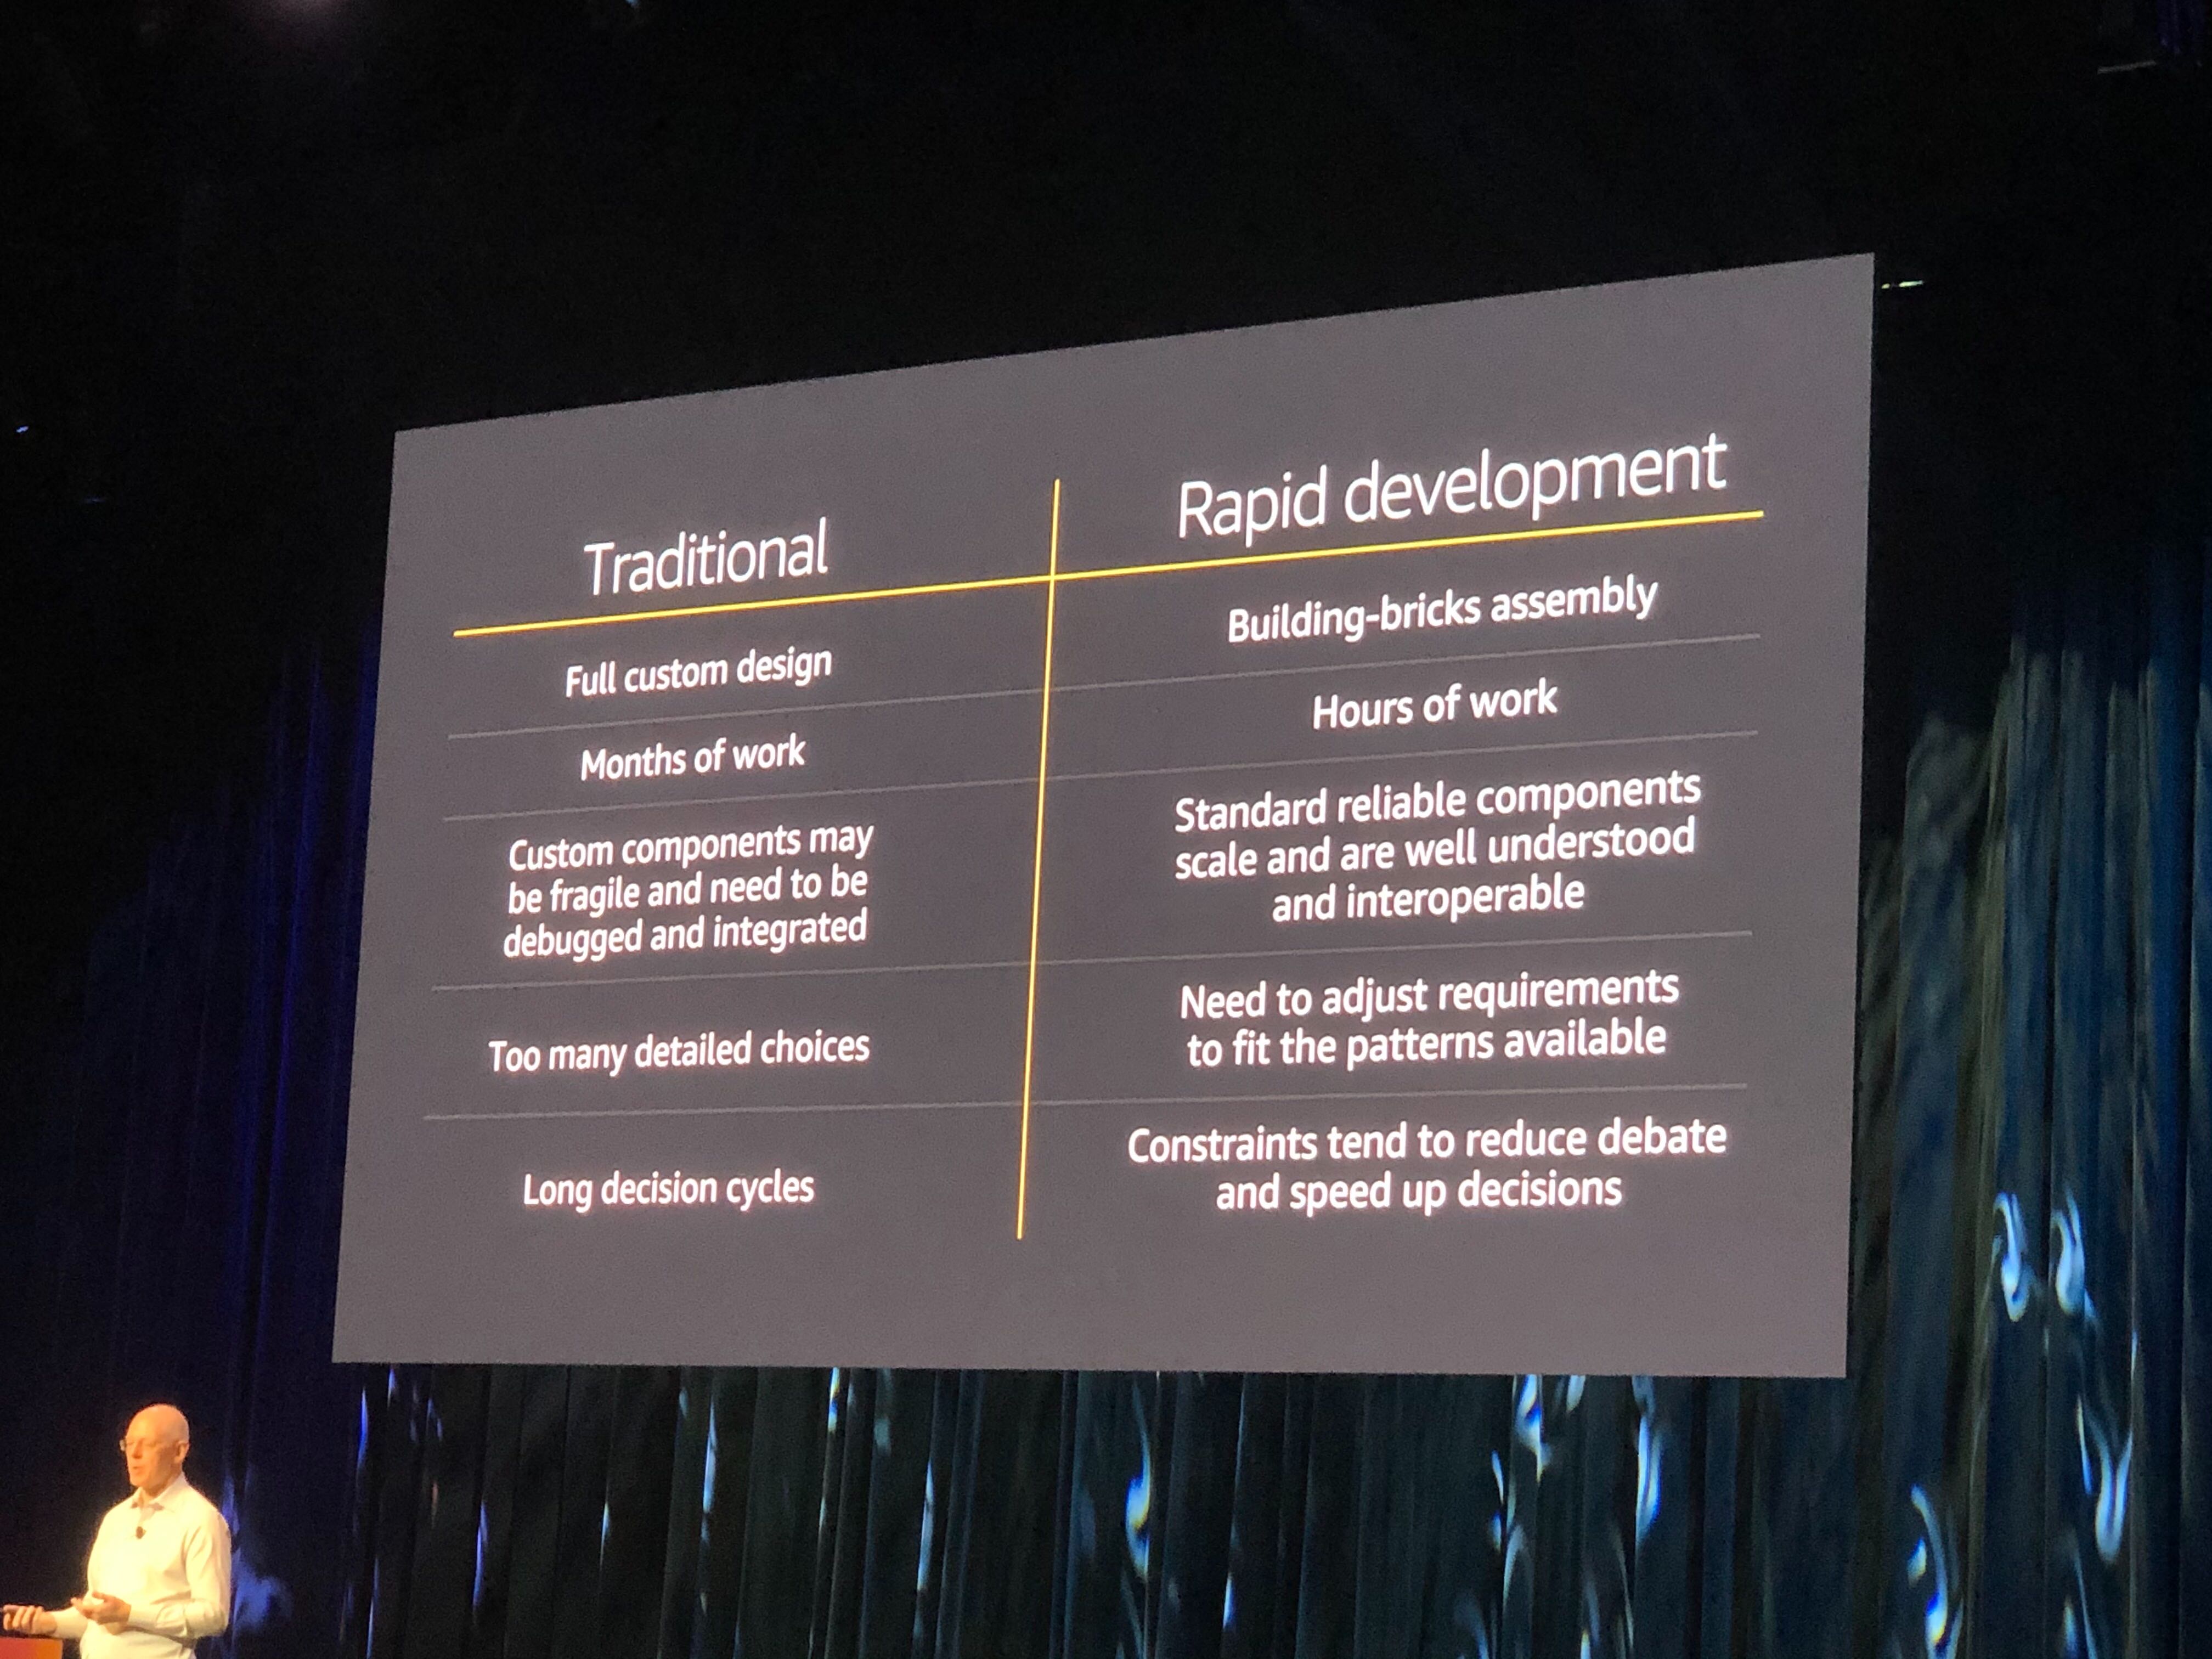 Traditional
Rapid development
Full custom design
Building-bricks assembly
Months of work
Hours of work
Custom components may
be fragile and need to be
debugged and integrated
Standard reliable components
scale and are well understood
and interoperable
Too many detailed choices
Need to adjust requirements
to fit the patterns available
Long decision cycles
Constraints tend to reduce debate
and speed up decisions